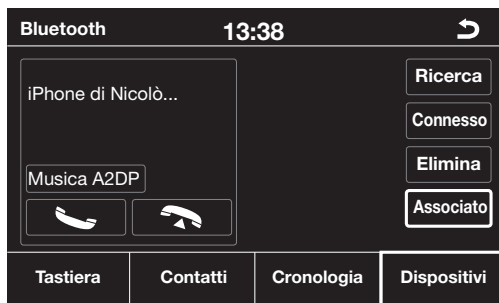 Bluetooth 13:38
iPhone di Nicolò...
Musica A2DP
Ricerca
Connesso
Elimina
Associato
Tastiera Contatti Cronologia Dispositivi